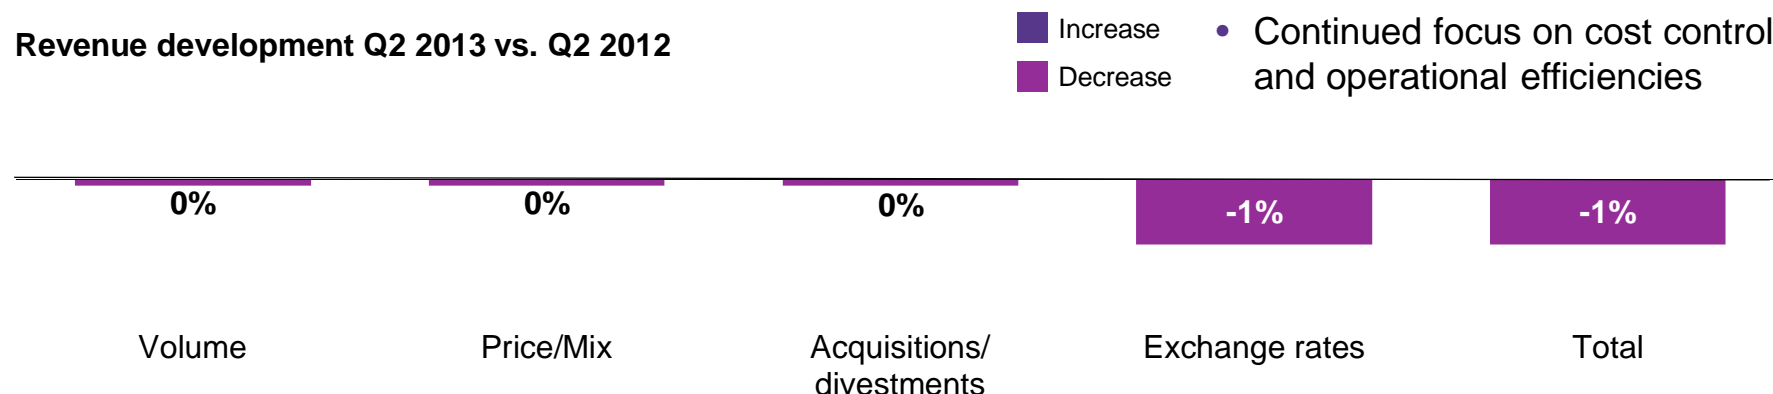 Revenue development Q2 2013 vs. Q2 2012
Increase
Decrease
• Continued focus on cost control
and operational efficiencies
0%
0%
0%
-1%
-1%
Volume
Price/Mix
Acquisitions/
divestments
Exchange rates
Total